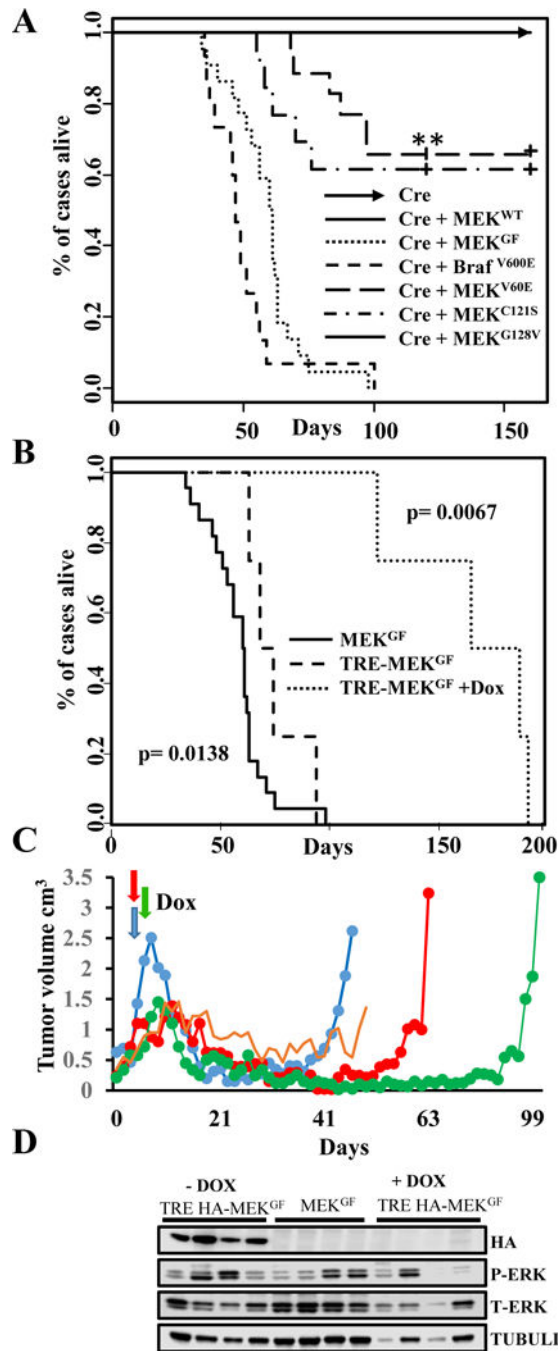 A
% of cases alive
1.0
0.8
0.6
0.4
0.2
0.0
**
Cre
Cre + MEK^WT
Cre + MEK^GF
Cre + Braf ^V600E
Cre + MEK^V60E
Cre + MEK^C121S
Cre + MEK^G128V
0 50 Days 100 150
B
% of cases alive
1.0
0.8
0.6
0.4
0.2
0.0
p= 0.0067
MEK^GF
TRE-MEK^GF
TRE-MEK^GF +Dox
p= 0.0138
0 50 Days 150 200
C
Tumor volume cm³
3.5
3
2.5
2
1.5
1
0.5
0
Dox
0 21 41 63 99
Days
D
- DOX + DOX
TRE HA-MEK^GF MEK^GF TRE HA-MEK^GF
HA
P-ERK
T-ERK
TUBULI